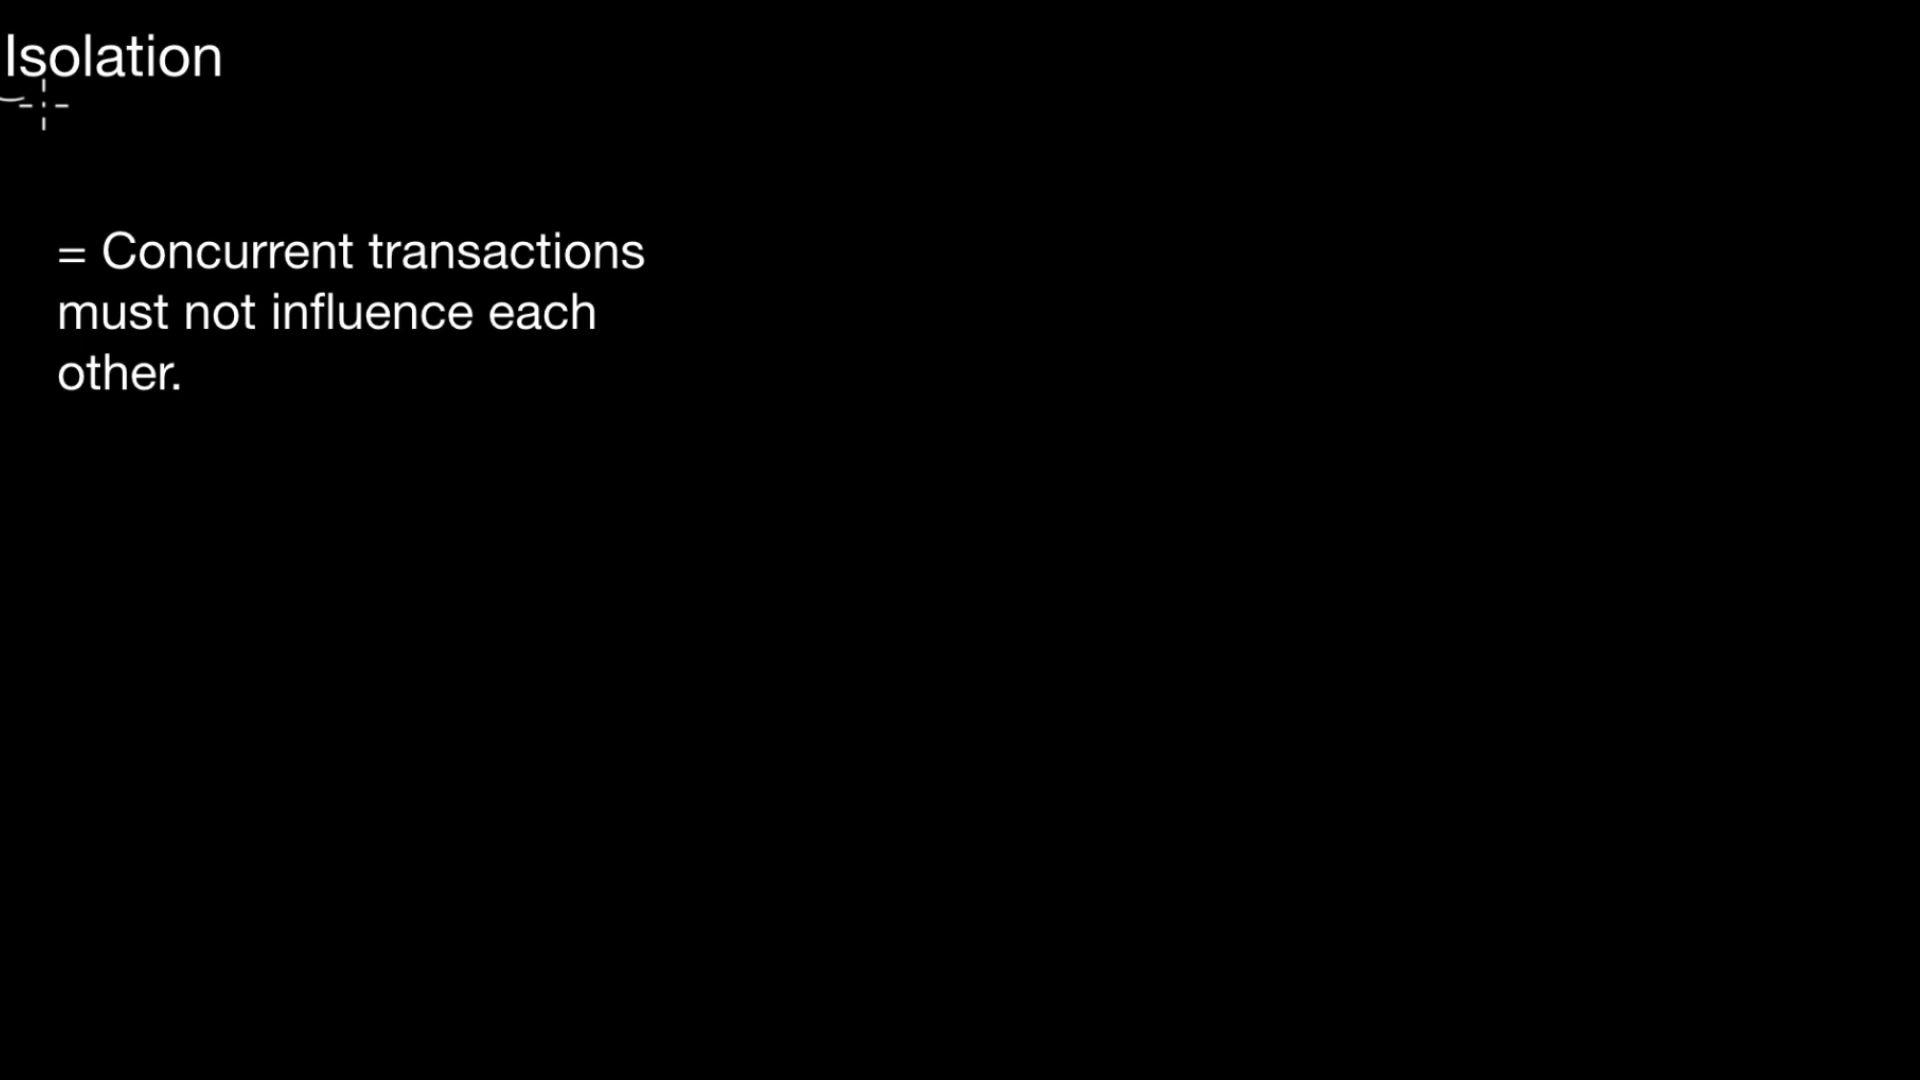 Isolation
= Concurrent transactions
must not influence each
other.